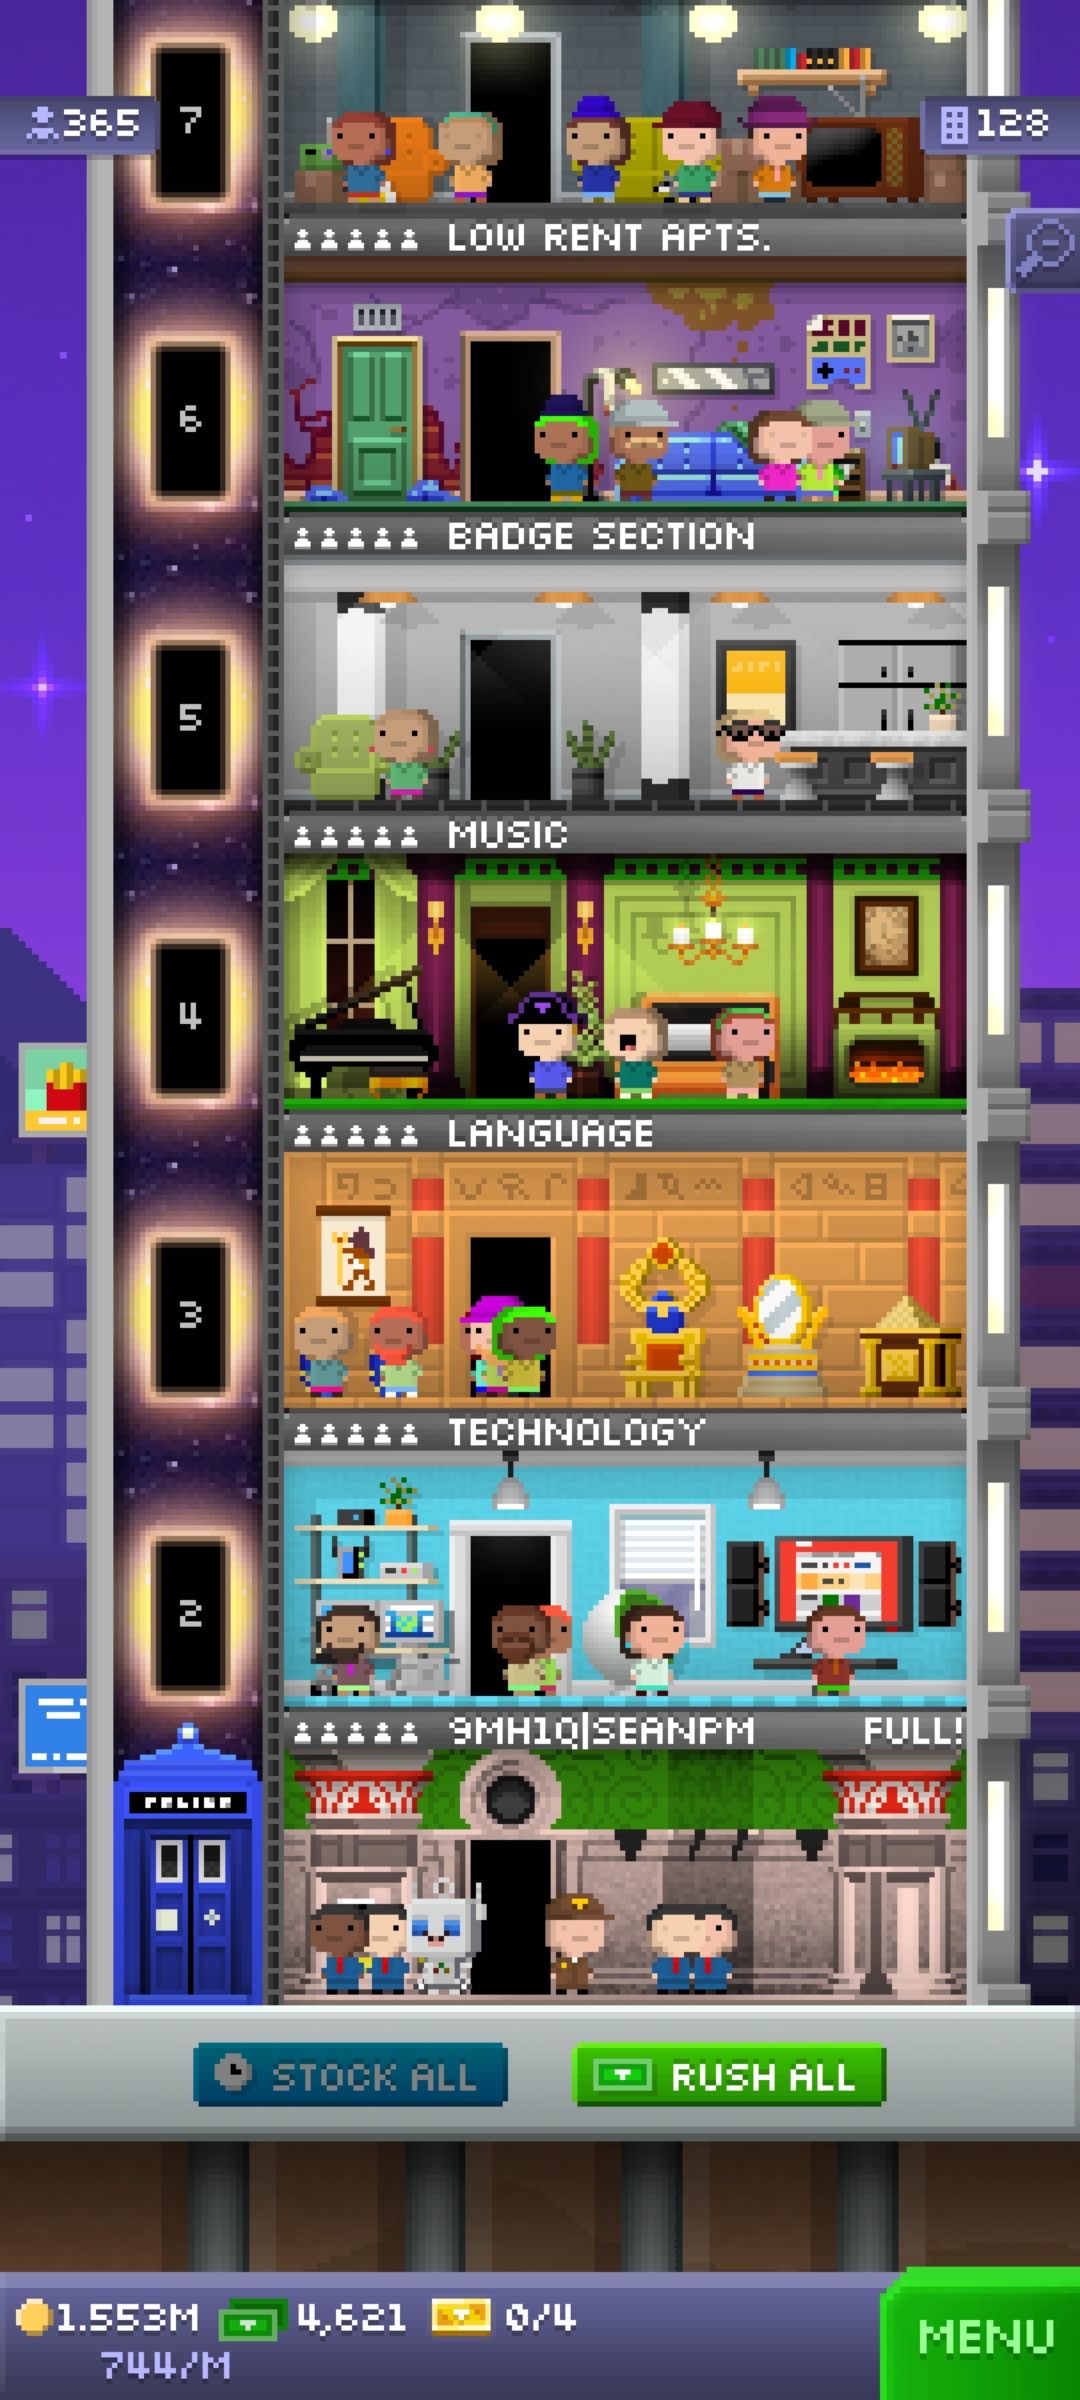 7
365
128
LOW RENT APTS.
6
BADGE SECTION
5
MUSIC
4
LANGUAGE
3
TECHNOLOGY
2
9MH1Q|SEANPM FULL!
POLICE
STOCK ALL
RUSH ALL
1.553M 4,621 0/4
744/M
MENU